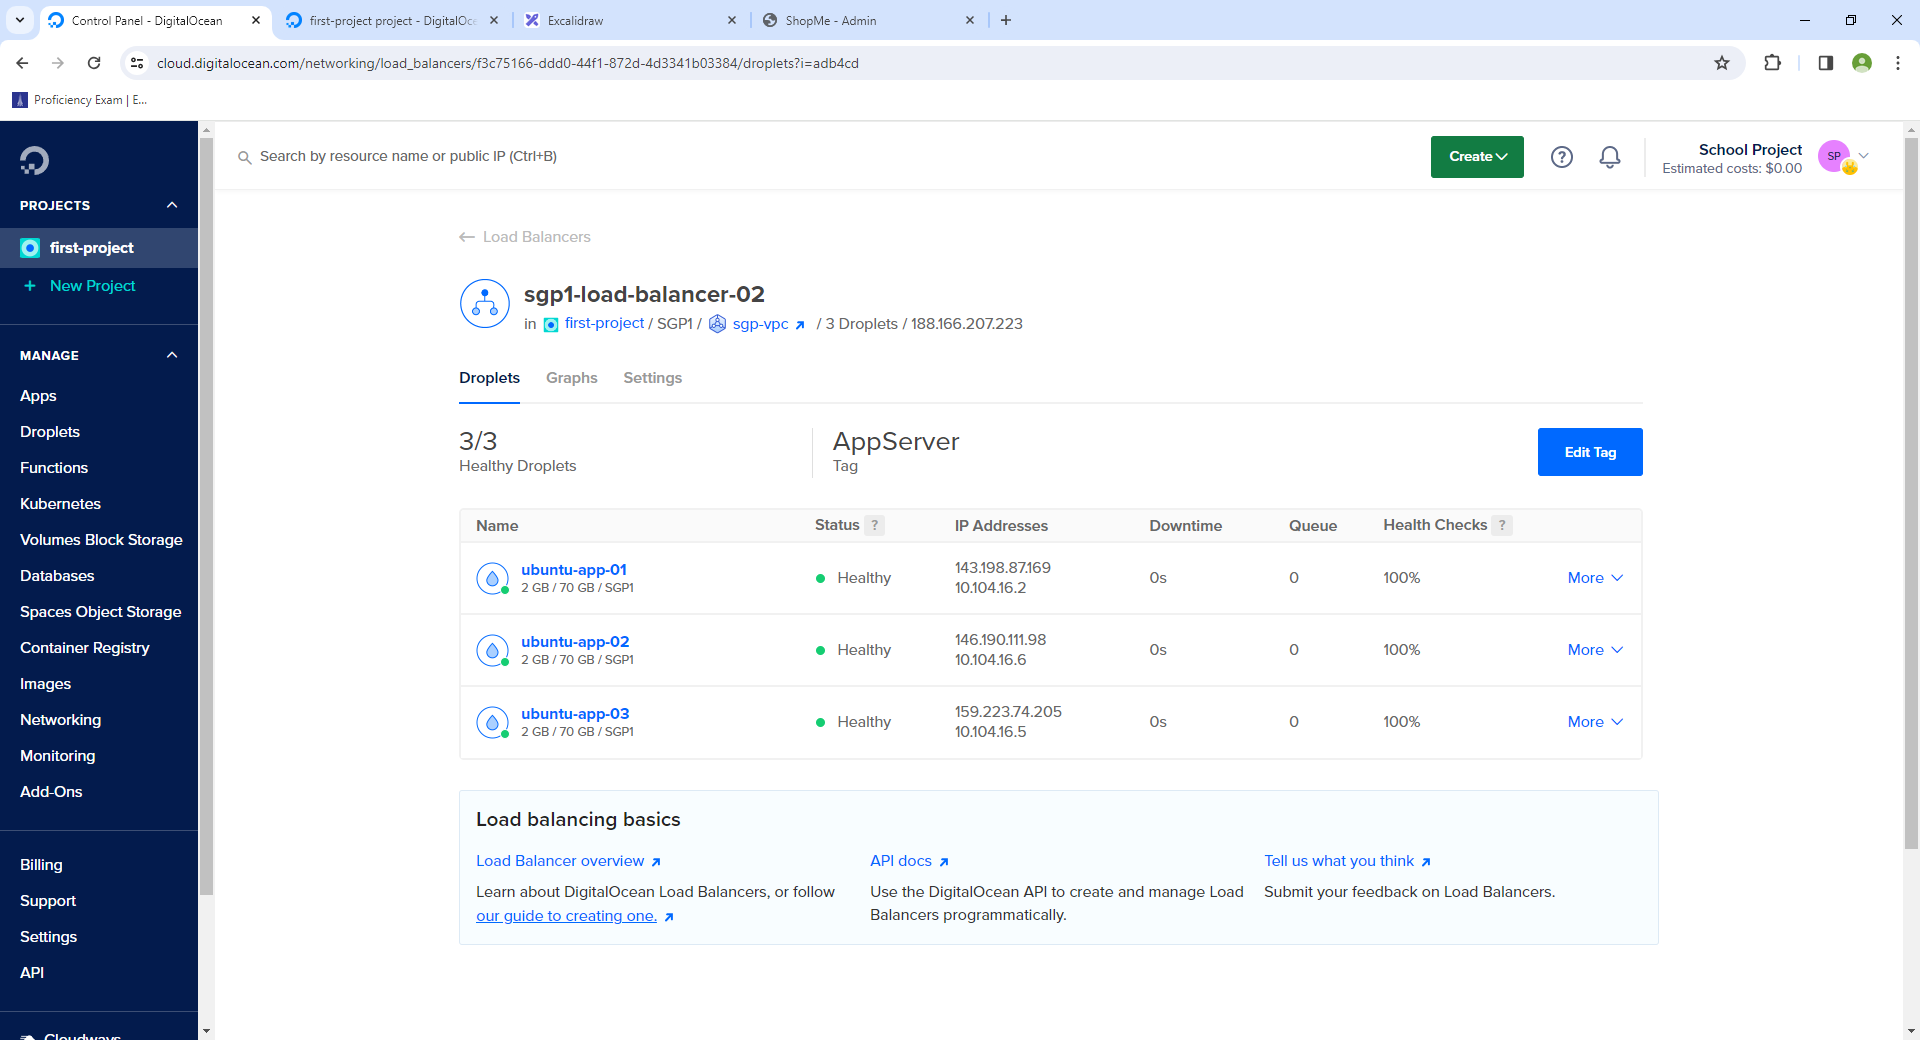 Control Panel - DigitalOcean
first-project project - DigitalOce
Excalidraw
ShopMe - Admin
cloud.digitalocean.com/networking/load_balancers/f3c75166-ddd0-44f1-872d-4d3341b03384/droplets?i=adb4cd
Proficiency Exam | E...
Search by resource name or public IP (Ctrl+B)
Create
?
School Project
Estimated costs: $0.00
SP
PROJECTS
first-project
+ New Project
MANAGE
Apps
Droplets
Functions
Kubernetes
Volumes Block Storage
Databases
Spaces Object Storage
Container Registry
Images
Networking
Monitoring
Add-Ons
Billing
Support
Settings
API
Cloudways
← Load Balancers
sgp1-load-balancer-02
in first-project / SGP1 / sgp-vpc / 3 Droplets / 188.166.207.223
Droplets Graphs Settings
3/3
Healthy Droplets
AppServer
Tag
Edit Tag
Name Status ? IP Addresses Downtime Queue Health Checks ?
ubuntu-app-01
2 GB / 70 GB / SGP1
Healthy
143.198.87.169
10.104.16.2
0s 0 100% More
ubuntu-app-02
2 GB / 70 GB / SGP1
Healthy
146.190.111.98
10.104.16.6
0s 0 100% More
ubuntu-app-03
2 GB / 70 GB / SGP1
Healthy
159.223.74.205
10.104.16.5
0s 0 100% More
Load balancing basics
Load Balancer overview
Learn about DigitalOcean Load Balancers, or follow
our guide to creating one.
API docs
Use the DigitalOcean API to create and manage Load
Balancers programmatically.
Tell us what you think
Submit your feedback on Load Balancers.